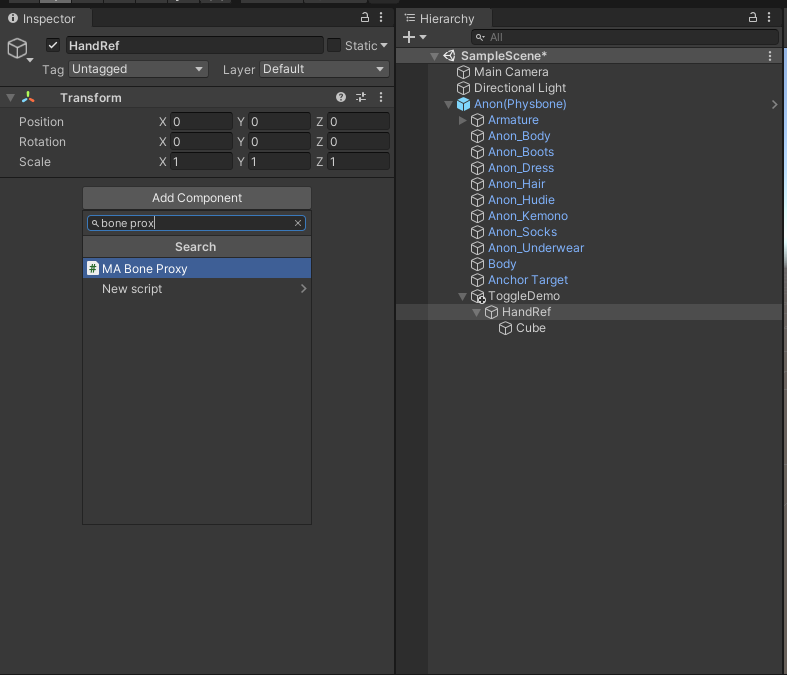 Inspector
HandRef
Static
Tag Untagged Layer Default
Transform
Position X 0 Y 0 Z 0
Rotation X 0 Y 0 Z 0
Scale X 1 Y 1 Z 1
Add Component
bone prox
Search
MA Bone Proxy
New script
Hierarchy
All
SampleScene*
Main Camera
Directional Light
Anon(Physbone)
Armature
Anon_Body
Anon_Boots
Anon_Dress
Anon_Hair
Anon_Hudie
Anon_Kemono
Anon_Socks
Anon_Underwear
Body
Anchor Target
ToggleDemo
HandRef
Cube